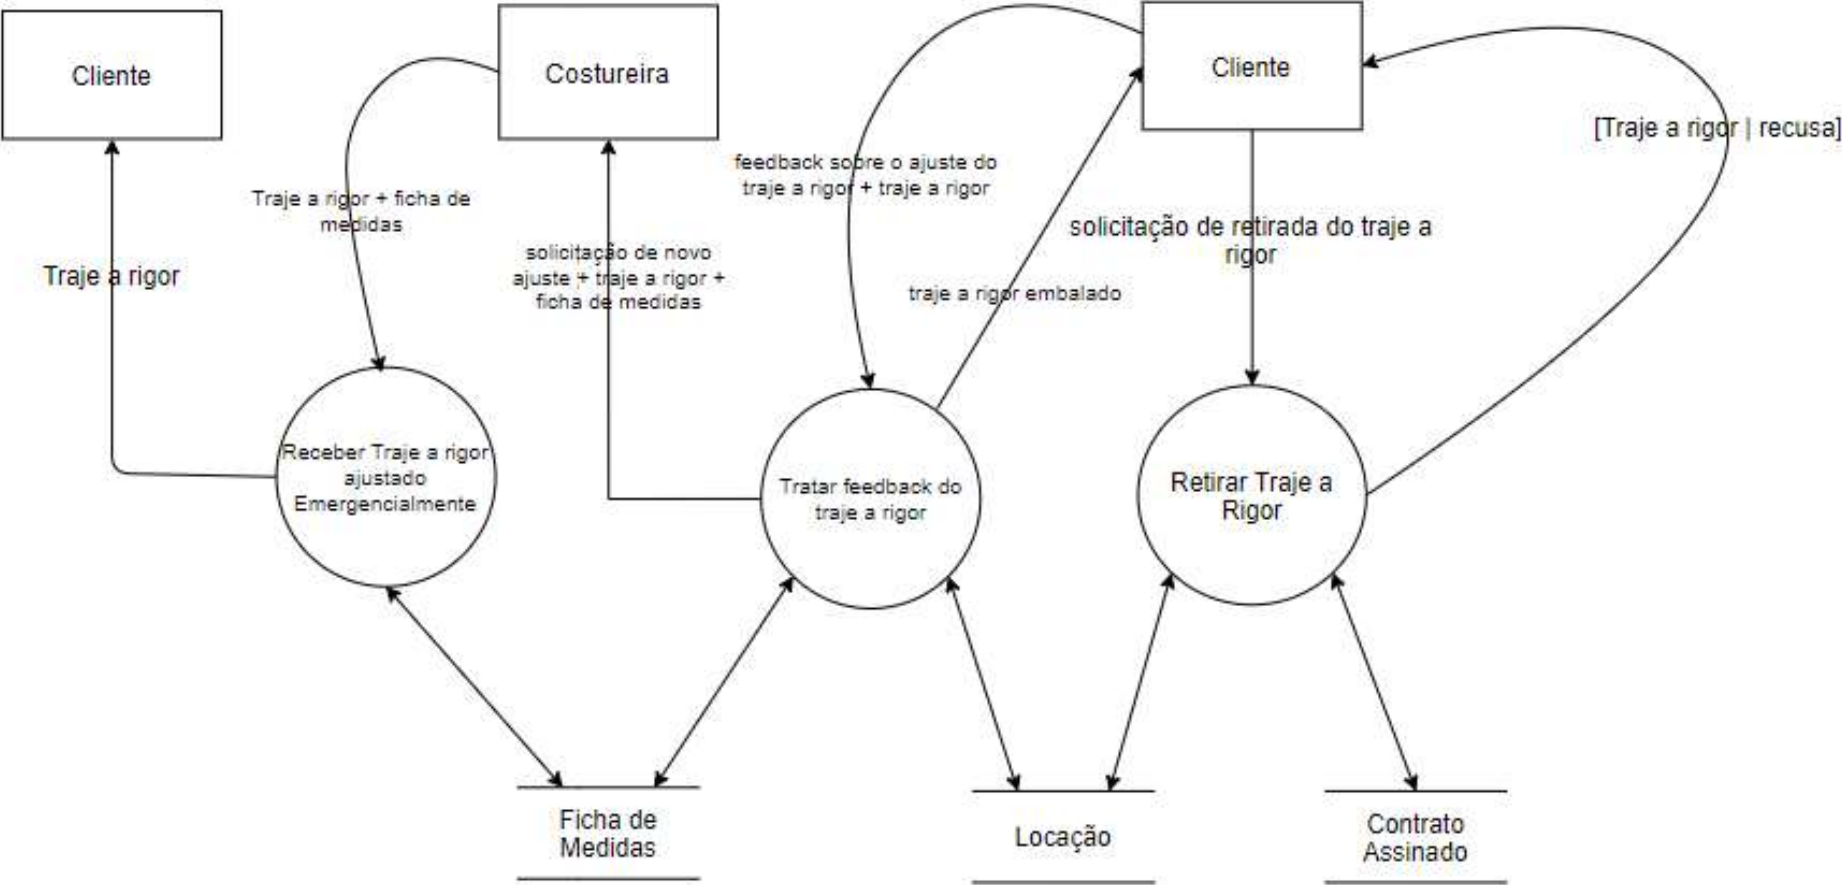 Cliente
Costureira
Cliente
[Traje a rigor | recusa]
feedback sobre o ajuste do
traje a rigor + traje a rigor
Traje a rigor + ficha de
medidas
solicitação de retirada do traje a
rigor
solicitação de novo
ajuste + traje a rigor +
ficha de medidas
Traje a rigor
traje a rigor embalado
Receber Traje a rigor
ajustado
Emergencialmente
Tratar feedback do
traje a rigor
Retirar Traje a
Rigor
Ficha de
Medidas
Locação
Contrato
Assinado